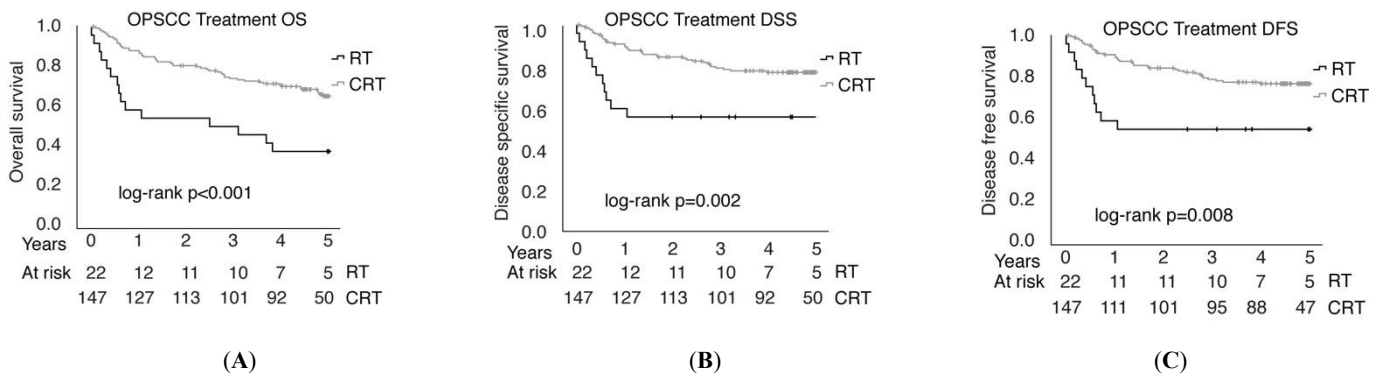 OPSCC Treatment OS
Overall survival
1.0
0.8
0.6
0.4
0.2
0.0
RT
CRT
log-rank p<0.001
Years 0 1 2 3 4 5
At risk 22 12 11 10 7 5 RT
147 127 113 101 92 50 CRT
(A)
OPSCC Treatment DSS
Disease specific survival
1.0
0.8
0.6
0.4
0.2
0.0
RT
CRT
log-rank p=0.002
Years 0 1 2 3 4 5
At risk 22 12 11 10 7 5 RT
147 127 113 101 92 50 CRT
(B)
OPSCC Treatment DFS
Disease free survival
1.0
0.8
0.6
0.4
0.2
0.0
RT
CRT
log-rank p=0.008
Years 0 1 2 3 4 5
At risk 22 11 11 10 7 5 RT
147 111 101 95 88 47 CRT
(C)